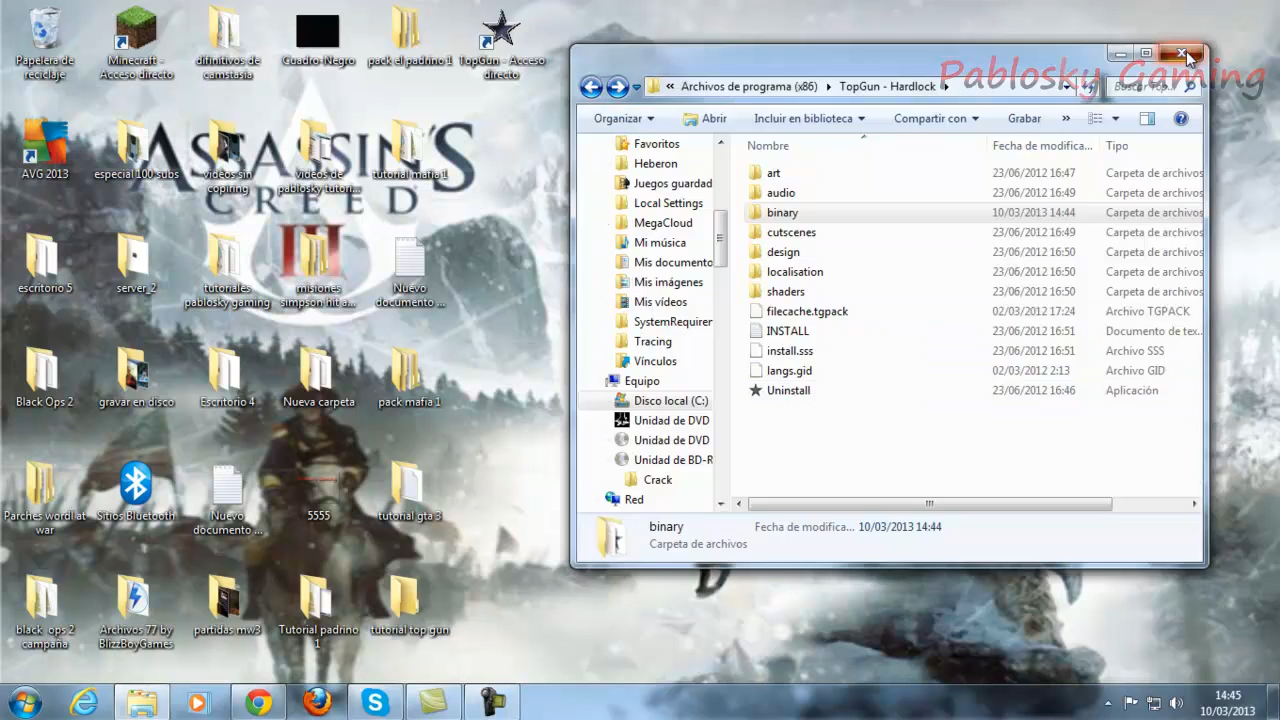 Papelera de
reciclaje
Minecraft -
Acceso directo
difinitivos de
camstasia
Cuadro-Negro
pack el padrino 1
TopGun - Acceso
directo
AVG 2013
especial 100 subs
videos sin
copiring
videos de
pablosky tutori...
tutorial mafia 1
ASSASSIN'S
CREED
III
escritorio 5
server_2
tutoriales
pablosky gaming
misiones
simpson hit a...
Nuevo
documento ...
Black Ops 2
gravar en disco
Escritorio 4
Nueva carpeta
pack mafia 1
Parches wordl at
war
Sitios Bluetooth
Nuevo
documento ...
5555
tutorial gta 3
black ops 2
campaña
Archivos 77 by
BlizzBoyGames
partidas mw3
Tutorial padrino
1
tutorial top gun
Pablosky Gaming
« Archivos de programa (x86) TopGun - Hardlock
Buscar Top...
Organizar Abrir Incluir en biblioteca Compartir con Grabar »
Favoritos
Heberon
Juegos guardad
Local Settings
MegaCloud
Mi música
Mis documento
Mis imágenes
Mis vídeos
SystemRequirer
Tracing
Vínculos
Equipo
Disco local (C:)
Unidad de DVD
Unidad de DVD
Unidad de BD-R
Crack
Red
Nombre Fecha de modifica... Tipo
art 23/06/2012 16:47 Carpeta de archivos
audio 23/06/2012 16:49 Carpeta de archivos
binary 10/03/2013 14:44 Carpeta de archivos
cutscenes 23/06/2012 16:49 Carpeta de archivos
design 23/06/2012 16:50 Carpeta de archivos
localisation 23/06/2012 16:50 Carpeta de archivos
shaders 23/06/2012 16:50 Carpeta de archivos
filecache.tgpack 02/03/2012 17:24 Archivo TGPACK
INSTALL 23/06/2012 16:51 Documento de tex...
install.sss 23/06/2012 16:51 Archivo SSS
langs.gid 02/03/2012 2:13 Archivo GID
Uninstall 23/06/2012 16:46 Aplicación
binary Fecha de modifica... 10/03/2013 14:44
Carpeta de archivos
14:45
10/03/2013